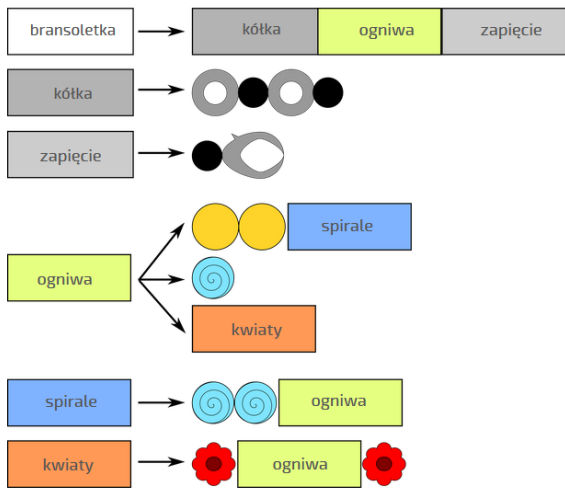 bransoletka kółka ogniwa zapięcie
kółka
zapięcie
spirale
ogniwa
kwiaty
spirale ogniwa
kwiaty ogniwa